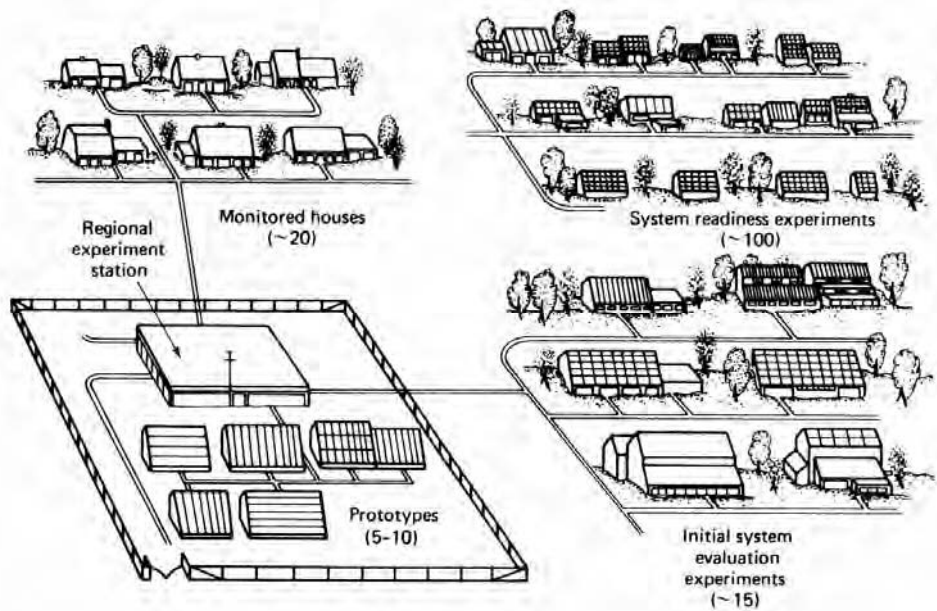 Monitored houses
(~20)
System readiness experiments
(~100)
Regional
experiment
station
Prototypes
(5-10)
Initial system
evaluation
experiments
(~15)